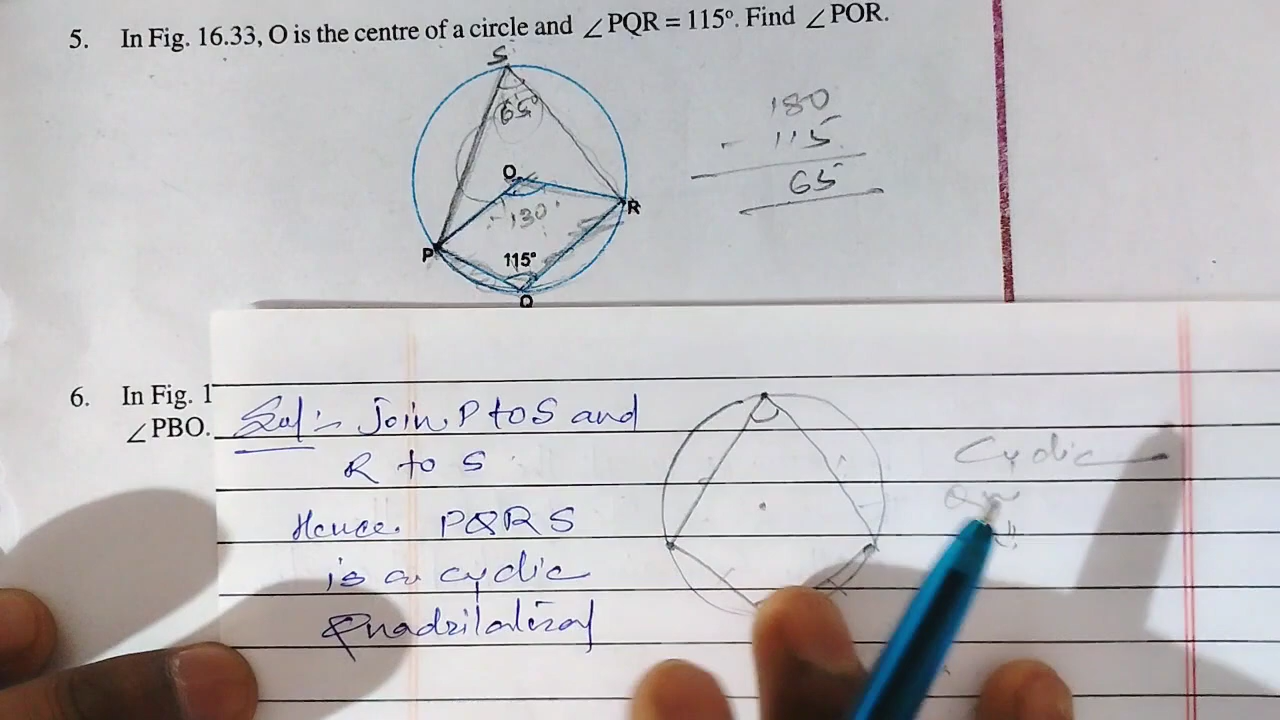 5. In Fig. 16.33, O is the centre of a circle and ∠PQR = 115°. Find ∠POR.
S
65°
O
130°
R
P
115°
Q
180
- 115
65
6. In Fig. 1
∠PBO.
Sol:- Join P to S and
R to S
Hence PQRS
is a cyclic
Quadrilateral
Cyclic